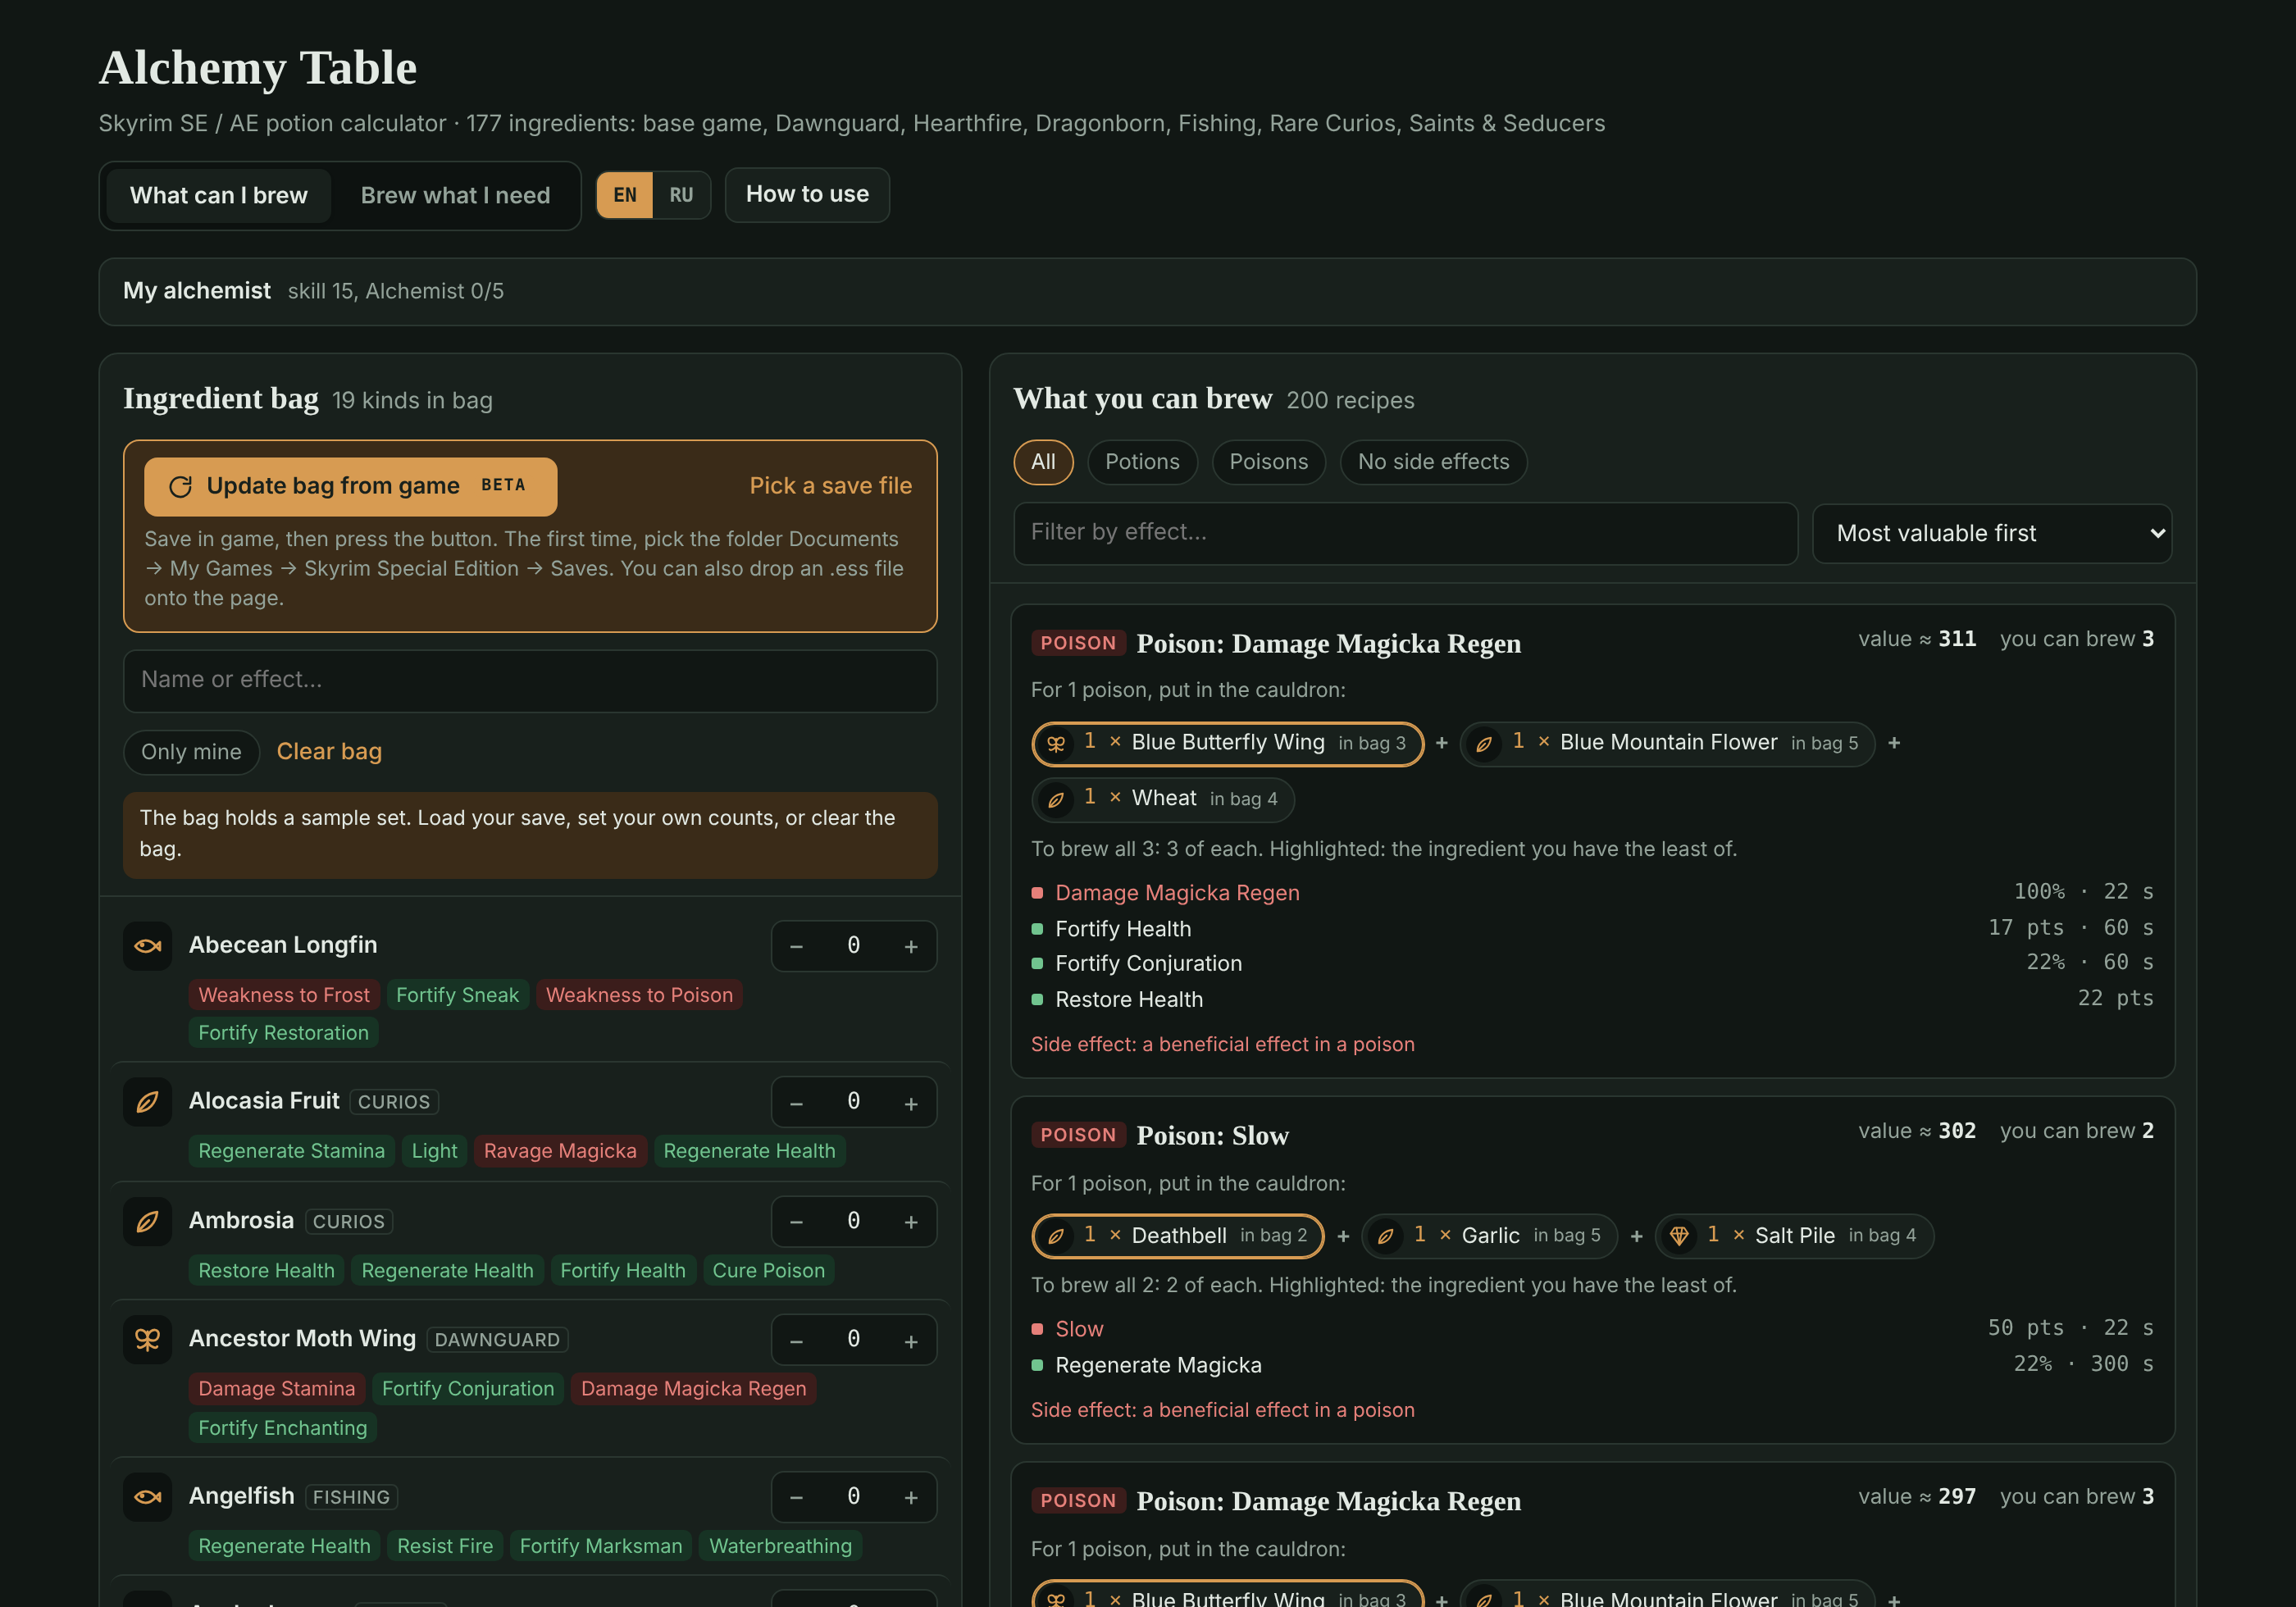 Alchemy Table
Skyrim SE / AE potion calculator · 177 ingredients: base game, Dawnguard, Hearthfire, Dragonborn, Fishing, Rare Curios, Saints & Seducers
What can I brew
Brew what I need
EN
RU
How to use
My alchemist skill 15, Alchemist 0/5
Ingredient bag 19 kinds in bag
Update bag from game BETA
Pick a save file
Save in game, then press the button. The first time, pick the folder Documents
→ My Games → Skyrim Special Edition → Saves. You can also drop an .ess file
onto the page.
Name or effect...
Only mine
Clear bag
The bag holds a sample set. Load your save, set your own counts, or clear the
bag.
Abecean Longfin
− 0 +
Weakness to Frost Fortify Sneak Weakness to Poison
Fortify Restoration
Alocasia Fruit CURIOS
− 0 +
Regenerate Stamina Light Ravage Magicka Regenerate Health
Ambrosia CURIOS
− 0 +
Restore Health Regenerate Health Fortify Health Cure Poison
Ancestor Moth Wing DAWNGUARD
− 0 +
Damage Stamina Fortify Conjuration Damage Magicka Regen
Fortify Enchanting
Angelfish FISHING
− 0 +
Regenerate Health Resist Fire Fortify Marksman Waterbreathing
What you can brew 200 recipes
All
Potions
Poisons
No side effects
Filter by effect...
Most valuable first
POISON Poison: Damage Magicka Regen value ≈ 311 you can brew 3
For 1 poison, put in the cauldron:
1 × Blue Butterfly Wing in bag 3 + 1 × Blue Mountain Flower in bag 5 +
1 × Wheat in bag 4
To brew all 3: 3 of each. Highlighted: the ingredient you have the least of.
Damage Magicka Regen 100% · 22 s
Fortify Health 17 pts · 60 s
Fortify Conjuration 22% · 60 s
Restore Health 22 pts
Side effect: a beneficial effect in a poison
POISON Poison: Slow value ≈ 302 you can brew 2
For 1 poison, put in the cauldron:
1 × Deathbell in bag 2 + 1 × Garlic in bag 5 + 1 × Salt Pile in bag 4
To brew all 2: 2 of each. Highlighted: the ingredient you have the least of.
Slow 50 pts · 22 s
Regenerate Magicka 22% · 300 s
Side effect: a beneficial effect in a poison
POISON Poison: Damage Magicka Regen value ≈ 297 you can brew 3
For 1 poison, put in the cauldron:
1 × Blue Butterfly Wing in bag 3 + 1 × Blue Mountain Flower in bag 5 +